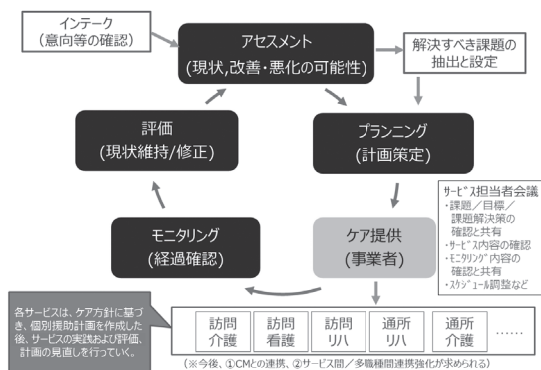 インテーク
(意向等の確認)
アセスメント
(現状,改善・悪化の可能性)
解決すべき課題の
抽出と設定
評価
(現状維持/修正)
プランニング
(計画策定)
サービス担当者会議
・課題/目標/
課題解決策の
確認と共有
・サービス内容の確認
・モニタリング内容の
確認と共有
・スケジュール調整など
モニタリング
(経過確認)
ケア提供
(事業者)
各サービスは、ケア方針に基づ
き、個別援助計画を作成した
後、サービスの実践および評価、
計画の見直しを行っていく。
訪問 訪問 訪問 通所 通所
介護 看護 リハ リハ 介護 ……
(※今後、①CMとの連携、②サービス間/多職種間連携強化が求められる)